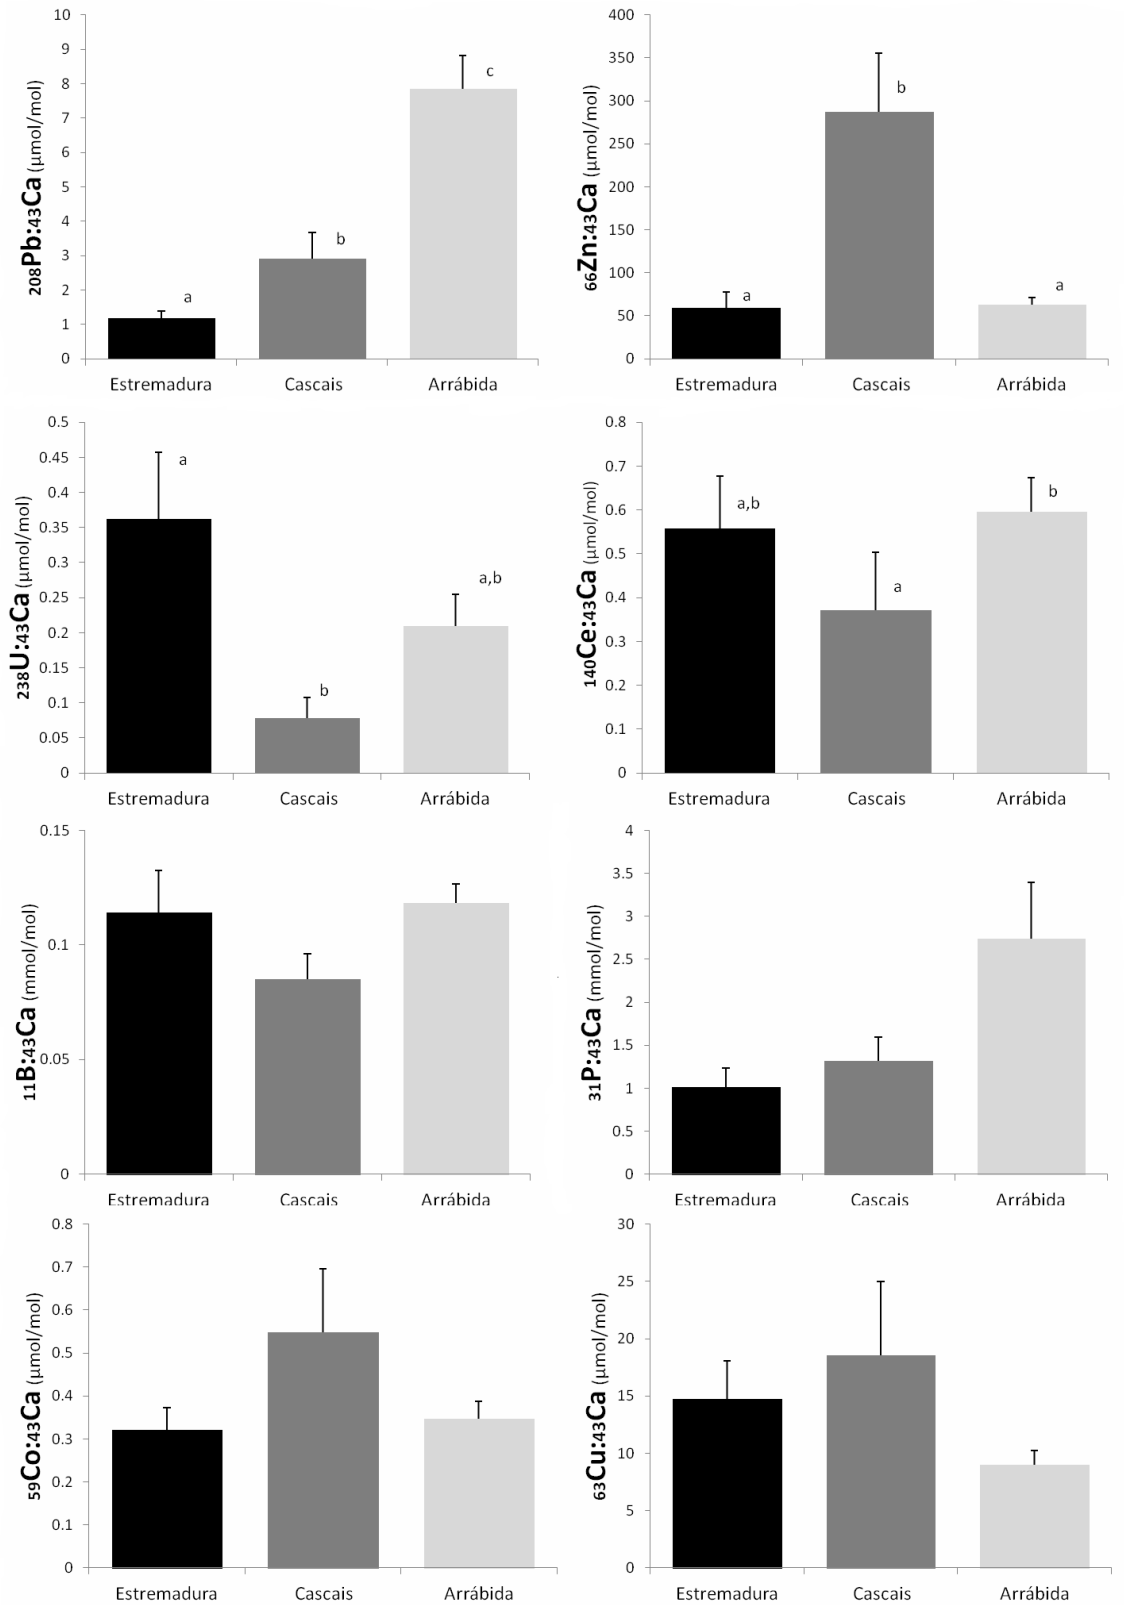 10
9
8
7
6
5
4
3
2
1
0
208Pb:43Ca (μmol/mol)
a
b
c
Estremadura Cascais Arrábida
400
350
300
250
200
150
100
50
0
66Zn:43Ca (μmol/mol)
a
b
a
Estremadura Cascais Arrábida
0.5
0.45
0.4
0.35
0.3
0.25
0.2
0.15
0.1
0.05
0
238U:43Ca (μmol/mol)
a
b
a,b
Estremadura Cascais Arrábida
0.8
0.7
0.6
0.5
0.4
0.3
0.2
0.1
0
140Ce:43Ca (μmol/mol)
a,b
a
b
Estremadura Cascais Arrábida
0.15
0.1
0.05
0
11B:43Ca (mmol/mol)
Estremadura Cascais Arrábida
4
3.5
3
2.5
2
1.5
1
0.5
0
31P:43Ca (mmol/mol)
Estremadura Cascais Arrábida
0.8
0.7
0.6
0.5
0.4
0.3
0.2
0.1
0
59Co:43Ca (μmol/mol)
Estremadura Cascais Arrábida
30
25
20
15
10
5
0
63Cu:43Ca (μmol/mol)
Estremadura Cascais Arrábida